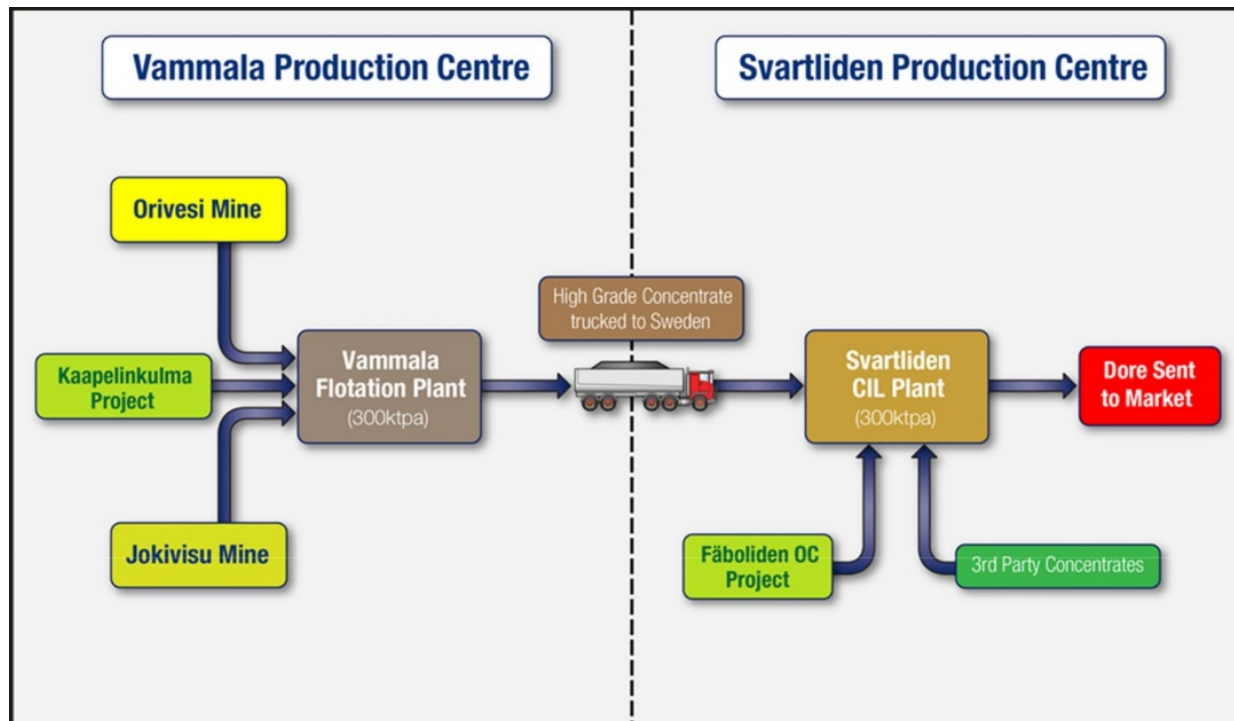 Vammala Production Centre
Svartliden Production Centre
Orivesi Mine
High Grade Concentrate
trucked to Sweden
Kaapelinkulma
Project
Vammala
Flotation Plant
(300ktpa)
Svartliden
CIL Plant
(300ktpa)
Dore Sent
to Market
Jokivisu Mine
Fäboliden OC
Project
3rd Party Concentrates